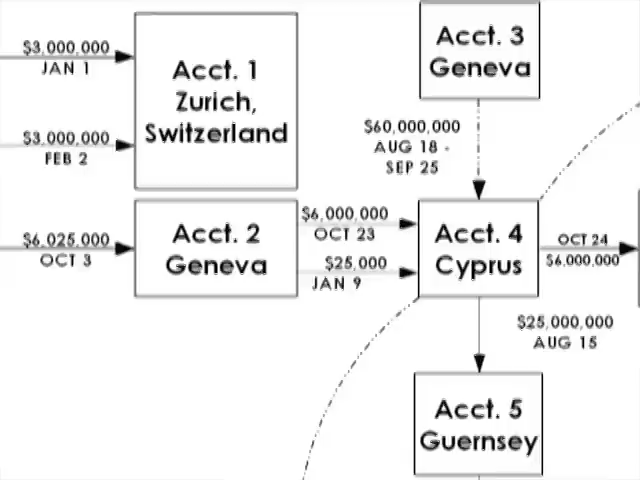 $3,000,000
JAN 1
$3,000,000
FEB 2
Acct. 1
Zurich,
Switzerland
Acct. 3
Geneva
$60,000,000
AUG 18 -
SEP 25
$6,025,000
OCT 3
Acct. 2
Geneva
$6,000,000
OCT 23
$25,000
JAN 9
Acct. 4
Cyprus
OCT 24
$6,000,000
$25,000,000
AUG 15
Acct. 5
Guernsey